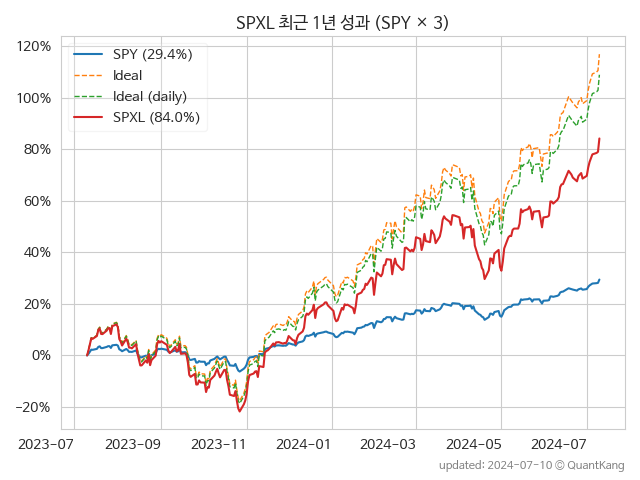 SPXL 최근 1년 성과 (SPY × 3)
120%
100%
80%
60%
40%
20%
0%
−20%
SPY (29.4%)
Ideal
Ideal (daily)
SPXL (84.0%)
2023-07
2023-09
2023-11
2024-01
2024-03
2024-05
2024-07
updated: 2024-07-10 © QuantKang